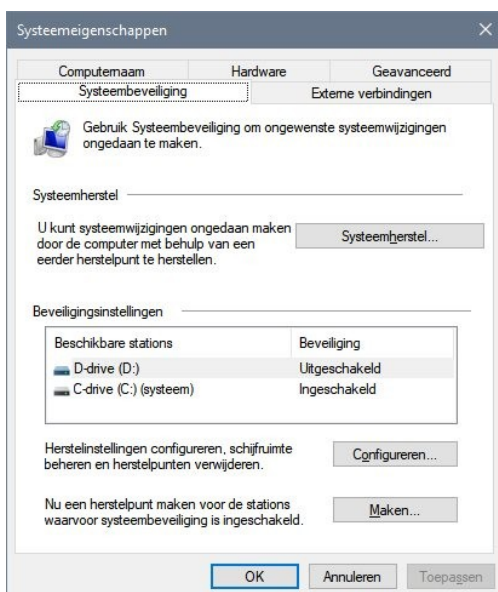 Systeemeigenschappen
Computernaam Hardware Geavanceerd
Systeembeveiliging Externe verbindingen
Gebruik Systeembeveiliging om ongewenste systeemwijzigingen
ongedaan te maken.
Systeemherstel
U kunt systeemwijzigingen ongedaan maken
door de computer met behulp van een
eerder herstelpunt te herstellen.
Systeemherstel...
Beveiligingsinstellingen
Beschikbare stations Beveiliging
D-drive (D:) Uitgeschakeld
C-drive (C:) (systeem) Ingeschakeld
Herstelinstellingen configureren, schijfruimte
beheren en herstelpunten verwijderen.
Configureren...
Nu een herstelpunt maken voor de stations
waarvoor systeembeveiliging is ingeschakeld.
Maken...
OK Annuleren Toepassen